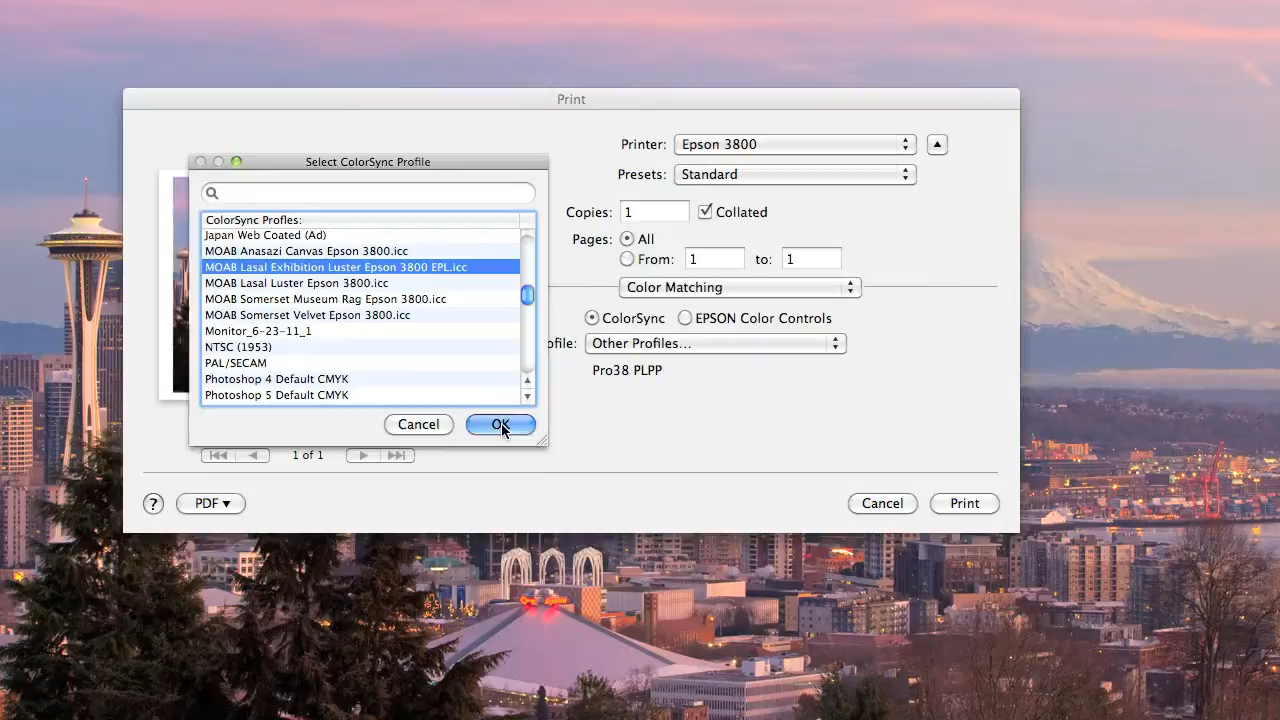 Print
Printer: Epson 3800
Presets: Standard
Copies: 1 Collated
Pages: All
From: 1 to: 1
Color Matching
ColorSync EPSON Color Controls
ofile: Other Profiles...
Pro38 PLPP
Select ColorSync Profile
ColorSync Profles:
Japan Web Coated (Ad)
MOAB Anasazi Canvas Epson 3800.icc
MOAB Lasal Exhibition Luster Epson 3800 EPL.icc
MOAB Lasal Luster Epson 3800.icc
MOAB Somerset Museum Rag Epson 3800.icc
MOAB Somerset Velvet Epson 3800.icc
Monitor_6-23-11_1
NTSC (1953)
PAL/SECAM
Photoshop 4 Default CMYK
Photoshop 5 Default CMYK
Cancel OK
1 of 1
? PDF ▾ Cancel Print